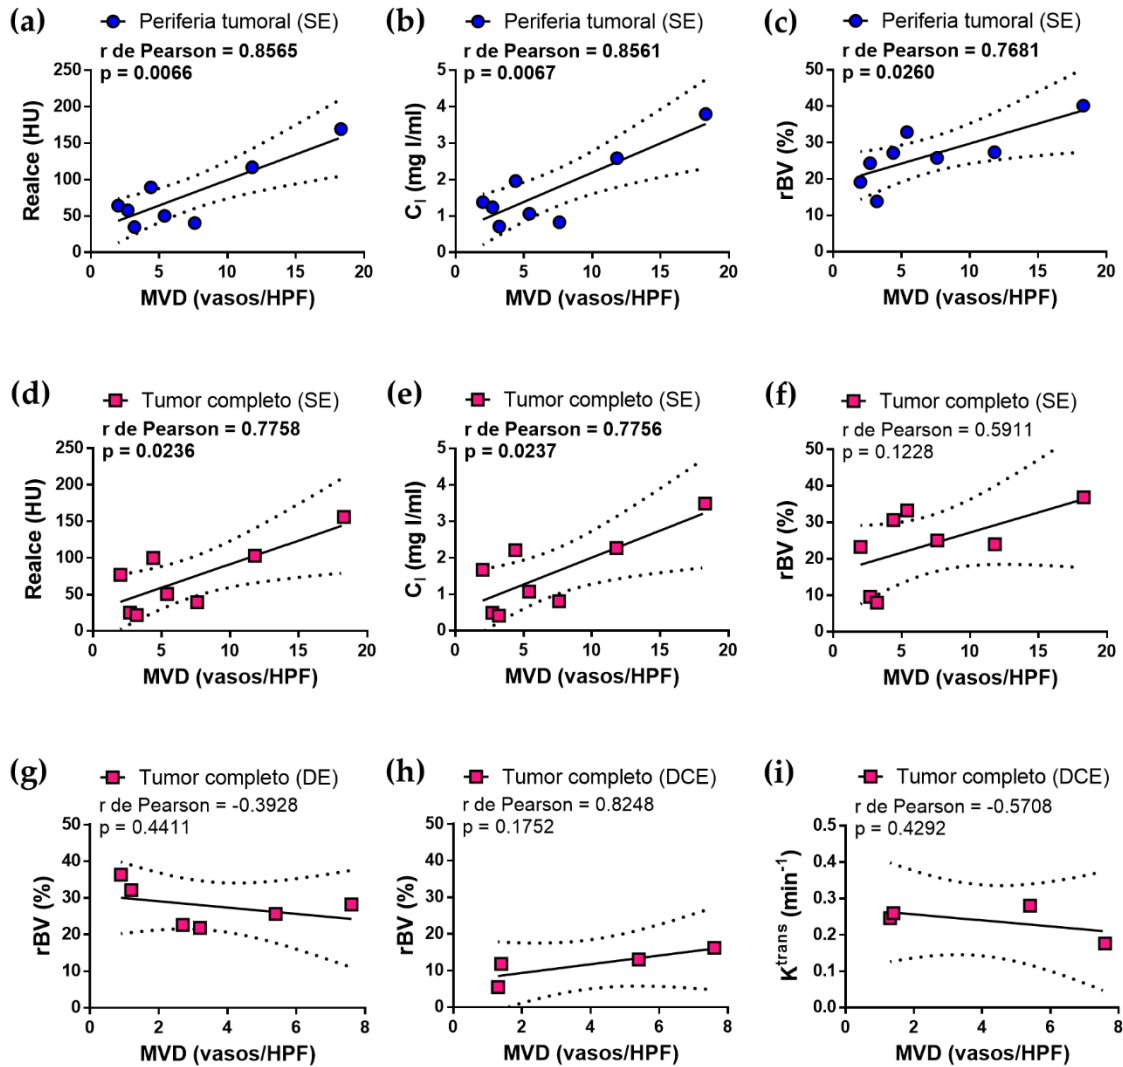 (a)
Periferia tumoral (SE)
r de Pearson = 0.8565
p = 0.0066
250
200
150
100
50
0
Realce (HU)
0 5 10 15 20
MVD (vasos/HPF)
(b)
Periferia tumoral (SE)
r de Pearson = 0.8561
p = 0.0067
5
4
3
2
1
0
C_I (mg I/ml)
0 5 10 15 20
MVD (vasos/HPF)
(c)
Periferia tumoral (SE)
r de Pearson = 0.7681
p = 0.0260
50
40
30
20
10
0
rBV (%)
0 5 10 15 20
MVD (vasos/HPF)
(d)
Tumor completo (SE)
r de Pearson = 0.7758
p = 0.0236
250
200
150
100
50
0
Realce (HU)
0 5 10 15 20
MVD (vasos/HPF)
(e)
Tumor completo (SE)
r de Pearson = 0.7756
p = 0.0237
5
4
3
2
1
0
C_I (mg I/ml)
0 5 10 15 20
MVD (vasos/HPF)
(f)
Tumor completo (SE)
r de Pearson = 0.5911
p = 0.1228
50
40
30
20
10
0
rBV (%)
0 5 10 15 20
MVD (vasos/HPF)
(g)
Tumor completo (DE)
r de Pearson = -0.3928
p = 0.4411
50
40
30
20
10
0
rBV (%)
0 2 4 6 8
MVD (vasos/HPF)
(h)
Tumor completo (DCE)
r de Pearson = 0.8248
p = 0.1752
50
40
30
20
10
0
rBV (%)
0 2 4 6 8
MVD (vasos/HPF)
(i)
Tumor completo (DCE)
r de Pearson = -0.5708
p = 0.4292
0.5
0.4
0.3
0.2
0.1
0.0
K^trans (min^-1)
0 2 4 6 8
MVD (vasos/HPF)